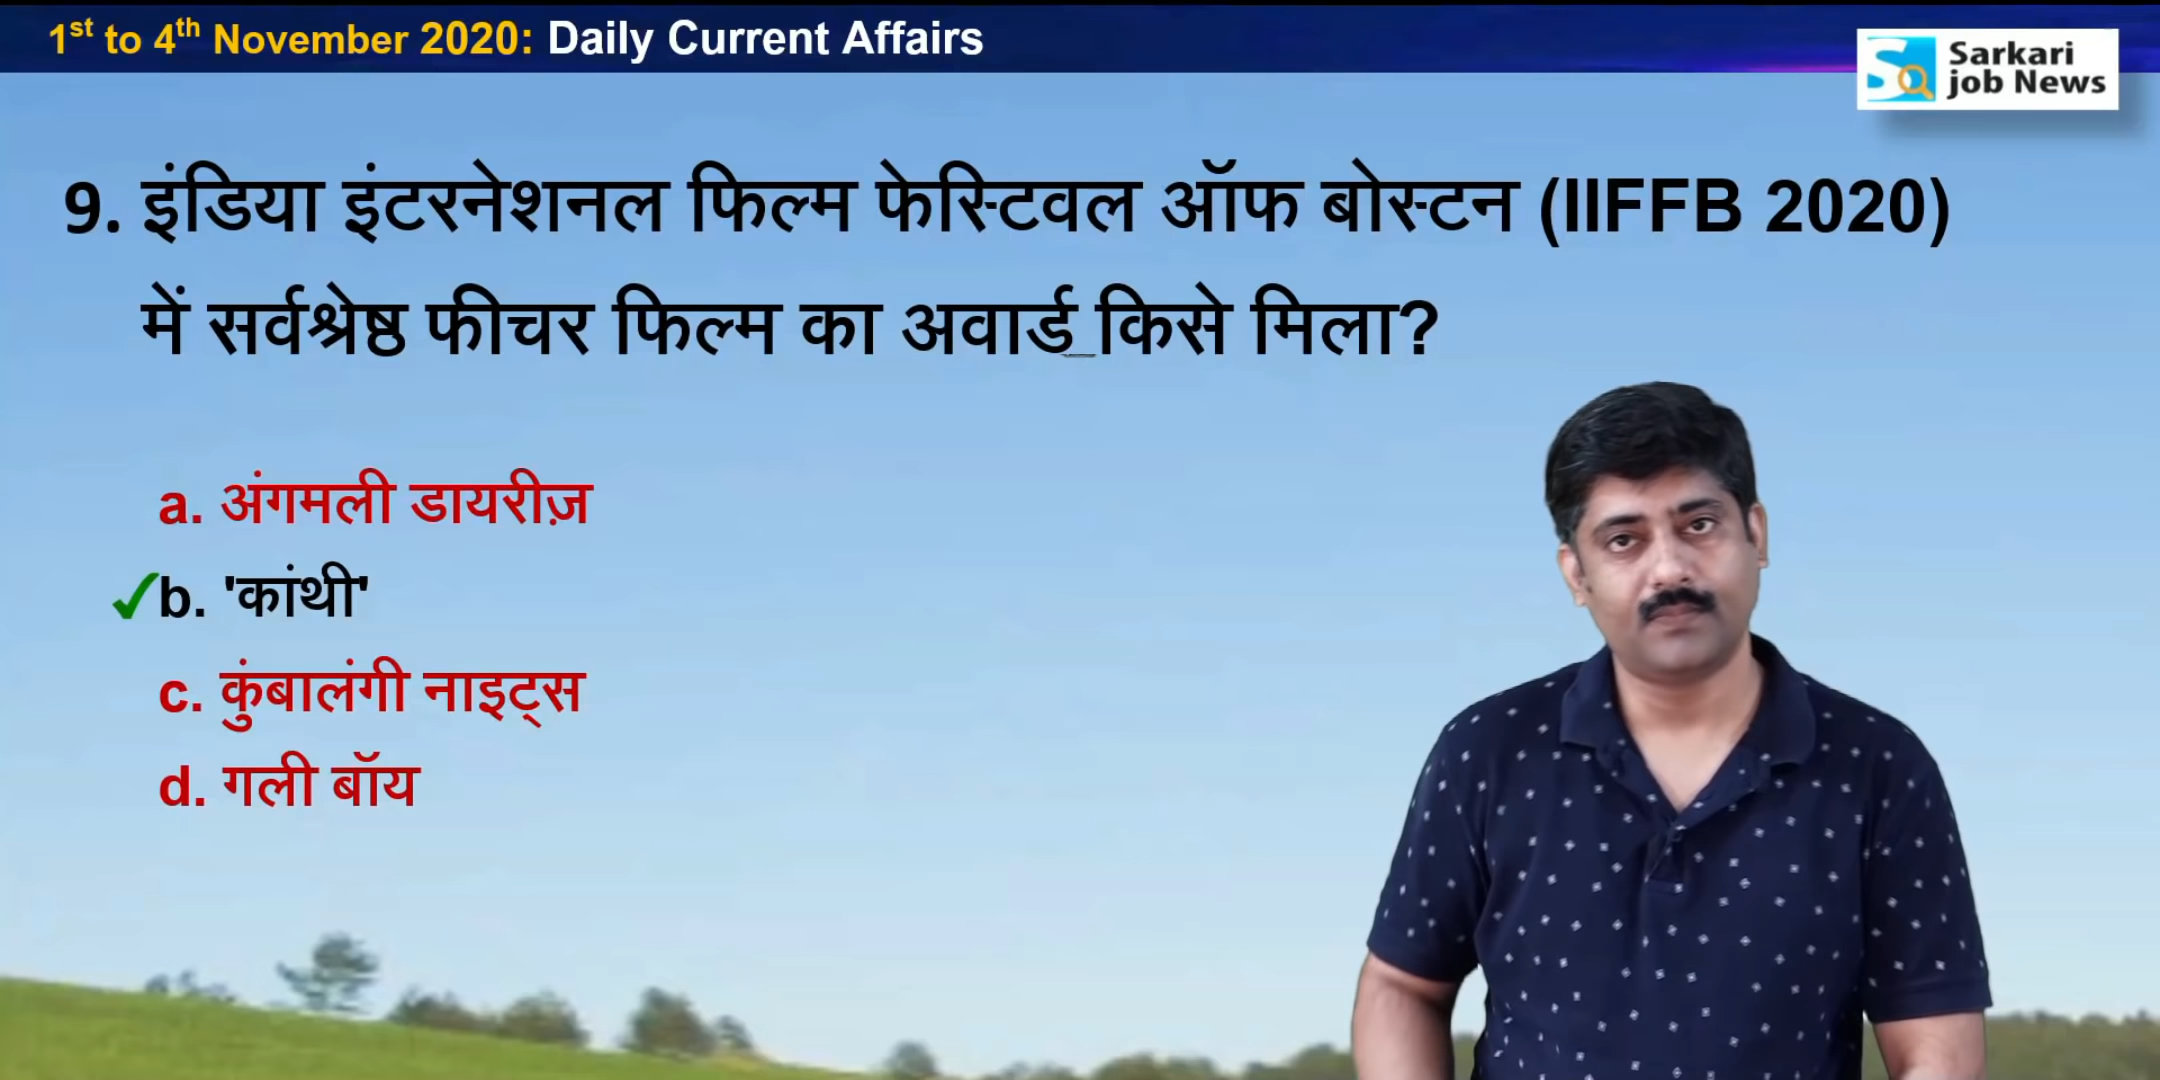 1st to 4th November 2020: Daily Current Affairs
Sarkari
job News
9. इंडिया इंटरनेशनल फिल्म फेस्टिवल ऑफ बोस्टन (IIFFB 2020)
में सर्वश्रेष्ठ फीचर फिल्म का अवार्ड किसे मिला?
a. अंगमली डायरीज़
✓b. 'कांथी'
c. कुंबालंगी नाइट्स
d. गली बॉय